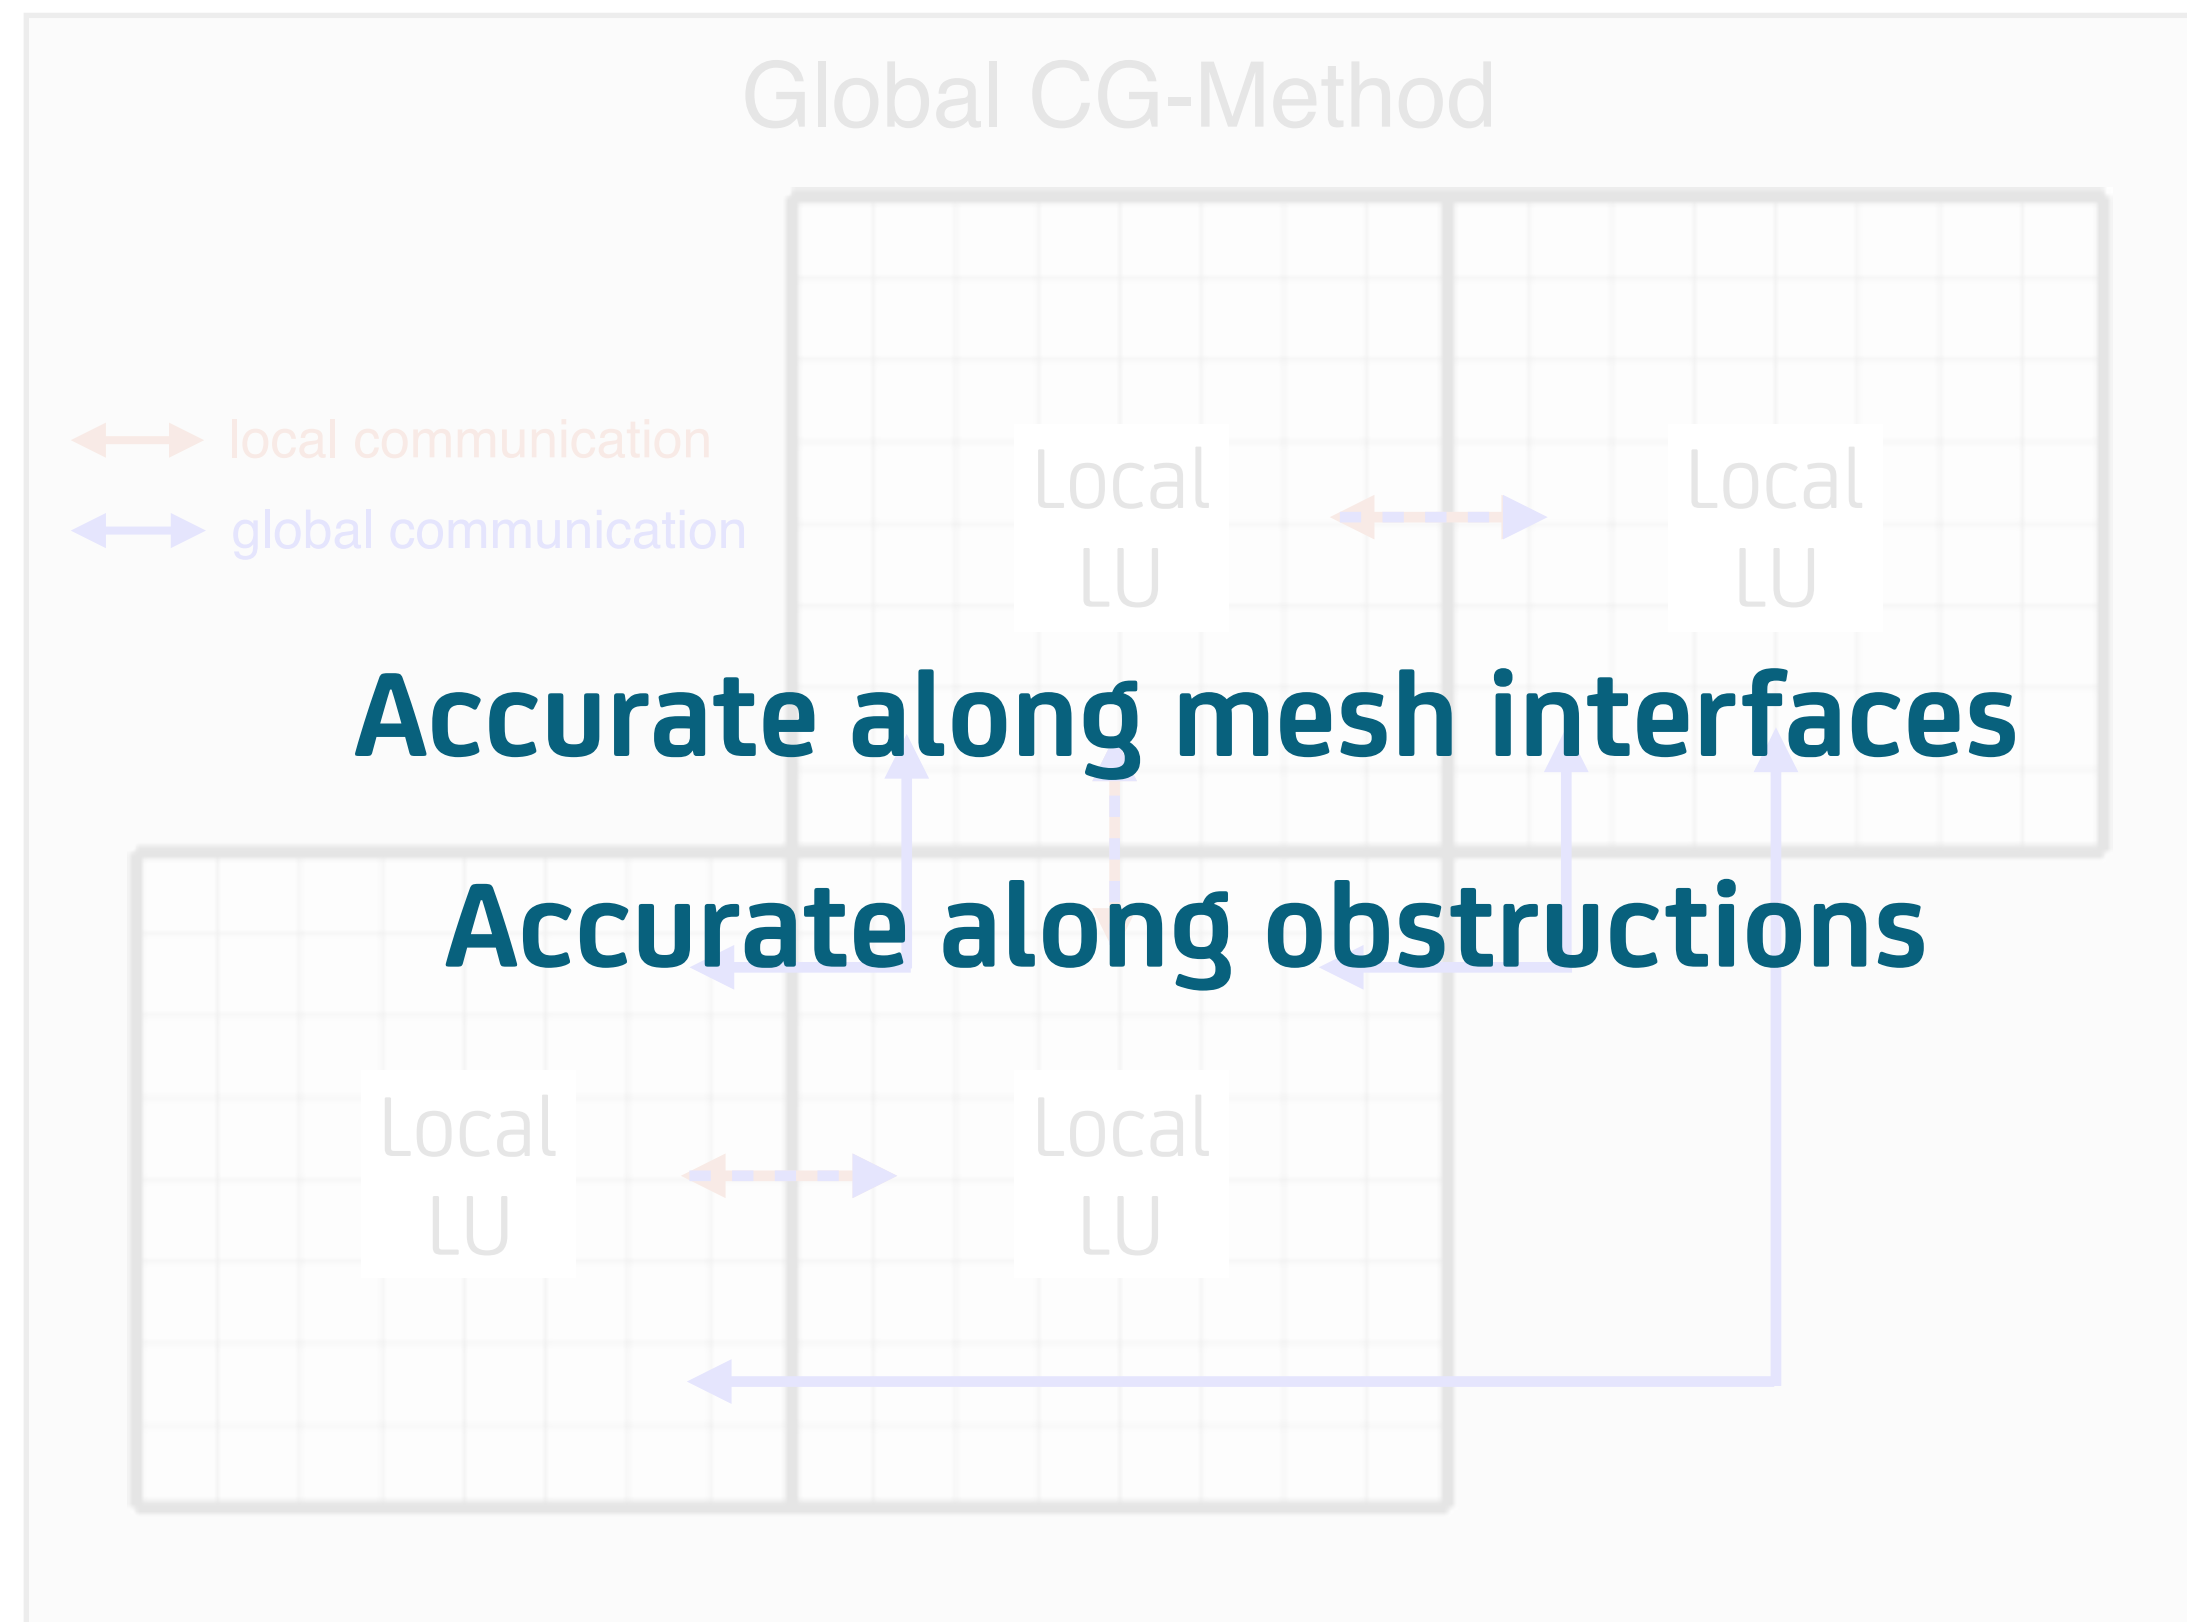 Global CG-Method
local communication
global communication
Local
LU
Local
LU
Accurate along mesh interfaces
Accurate along obstructions
Local
LU
Local
LU